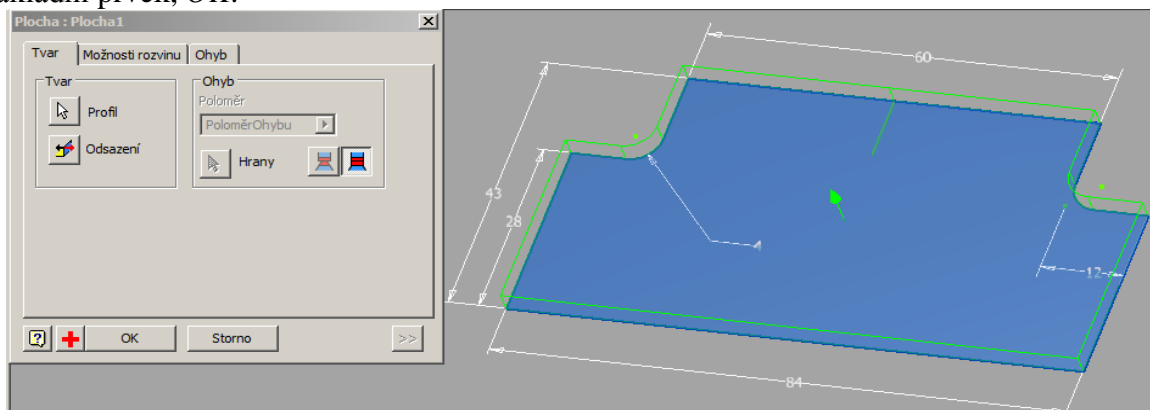 Plocha : Plocha1
Tvar Možnosti rozvinu Ohyb
Tvar
Profil
Odsazení
Ohyb
Poloměr
PoloměrOhybu
Hrany
OK Storno >>
60
43
28
4
12
84